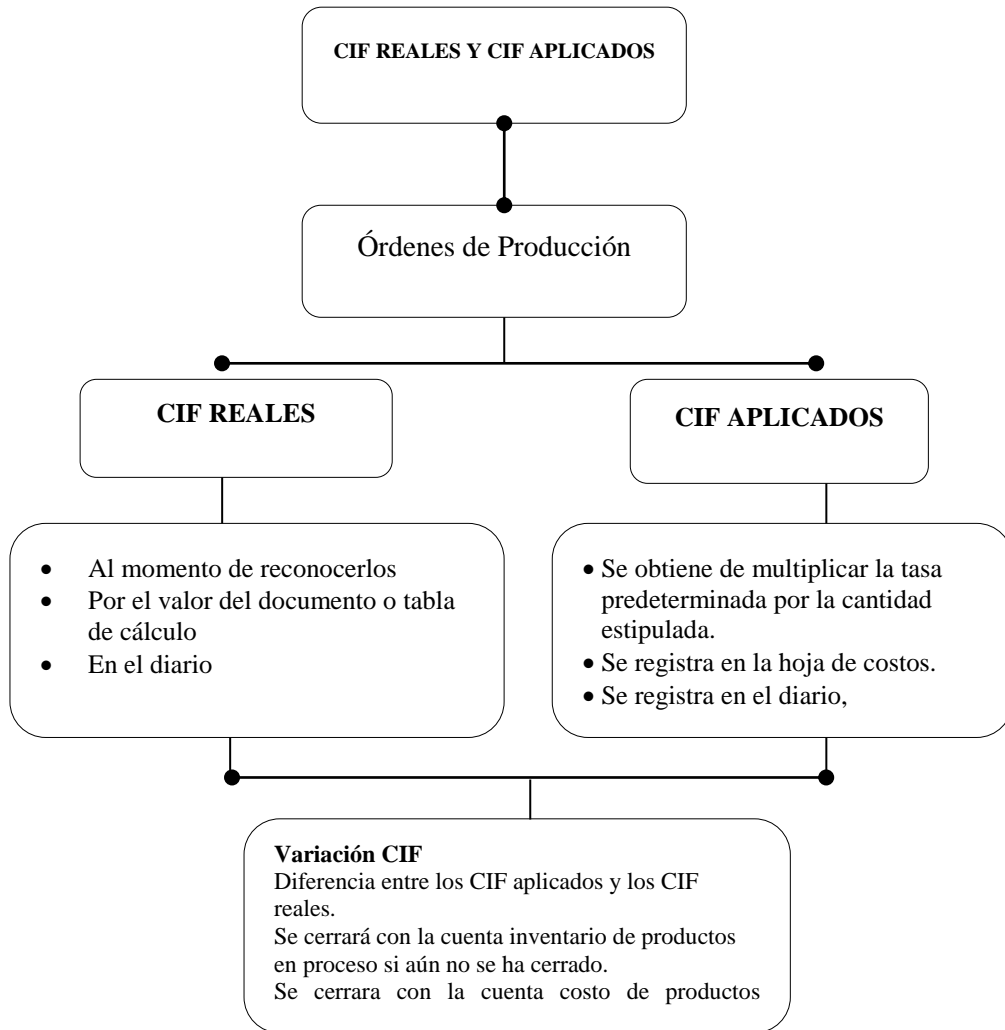 CIF REALES Y CIF APLICADOS
Órdenes de Producción
CIF REALES
CIF APLICADOS
• Al momento de reconocerlos
• Por el valor del documento o tabla
de cálculo
• En el diario
• Se obtiene de multiplicar la tasa
predeterminada por la cantidad
estipulada.
• Se registra en la hoja de costos.
• Se registra en el diario,
Variación CIF
Diferencia entre los CIF aplicados y los CIF
reales.
Se cerrará con la cuenta inventario de productos
en proceso si aún no se ha cerrado.
Se cerrara con la cuenta costo de productos